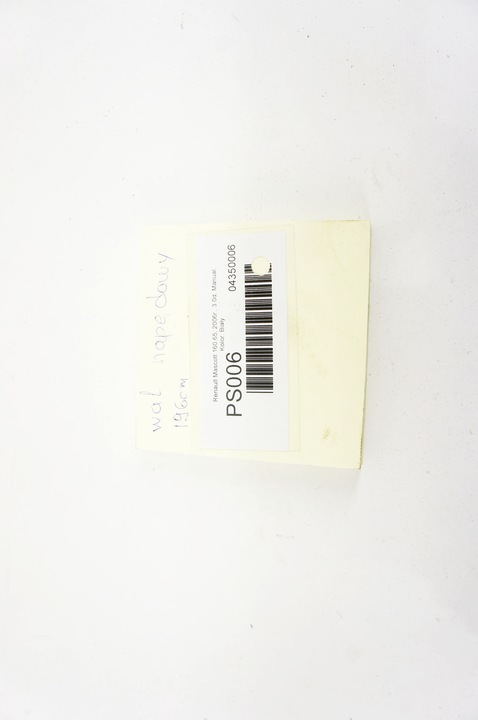 wał napędowy
196cm
Renault Mascott 160.65, 2006r., 3.0d, Manual,
Kolor: Biały
PS006
04350006